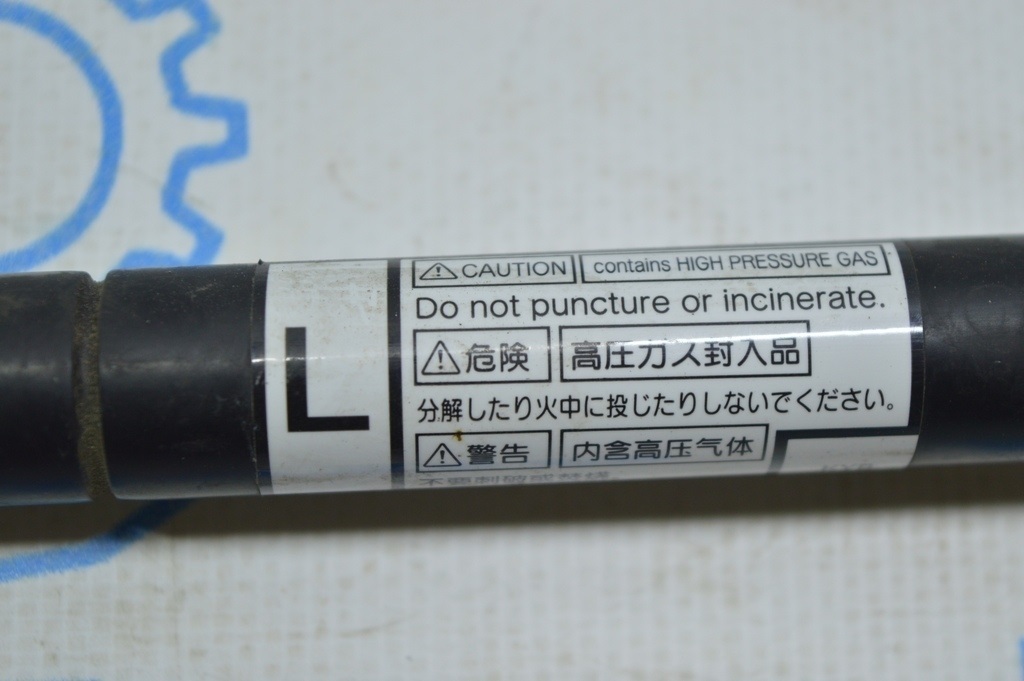 L
⚠CAUTION contains HIGH PRESSURE GAS
Do not puncture or incinerate.
⚠危険 高圧ガス封入品
分解したり火中に投じたりしないでください。
⚠警告 内含高压气体